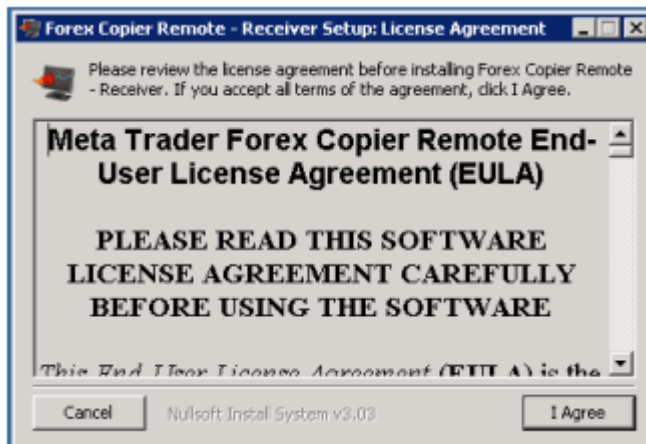 Forex Copier Remote - Receiver Setup: License Agreement
Please review the license agreement before installing Forex Copier Remote
- Receiver. If you accept all terms of the agreement, click I Agree.
Meta Trader Forex Copier Remote End-
User License Agreement (EULA)
PLEASE READ THIS SOFTWARE
LICENSE AGREEMENT CAREFULLY
BEFORE USING THE SOFTWARE
This End User License Agreement (EULA) is the
Cancel
Nullsoft Install System v3.03
I Agree